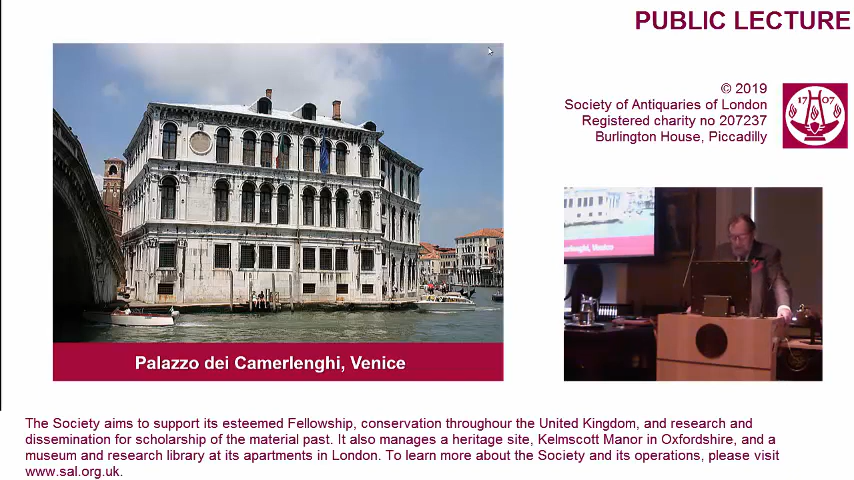 PUBLIC LECTURE
© 2019
Society of Antiquaries of London
Registered charity no 207237
Burlington House, Piccadilly
17 07
Palazzo dei Camerlenghi, Venice
erlenghi, Venice
The Society aims to support its esteemed Fellowship, conservation throughour the United Kingdom, and research and
dissemination for scholarship of the material past. It also manages a heritage site, Kelmscott Manor in Oxfordshire, and a
museum and research library at its apartments in London. To learn more about the Society and its operations, please visit
www.sal.org.uk.